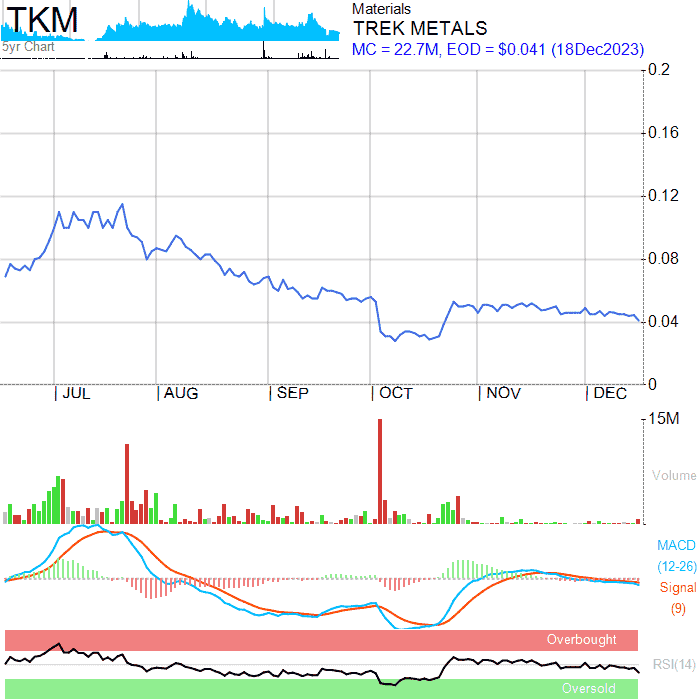 TKM
5yr Chart
Materials
TREK METALS
MC = 22.7M, EOD = $0.041 (18Dec2023)
0.2
0.16
0.12
0.08
0.04
0
JUL
AUG
SEP
OCT
NOV
DEC
15M
Volume
MACD
(12-26)
Signal
(9)
Overbought
RSI(14)
Oversold